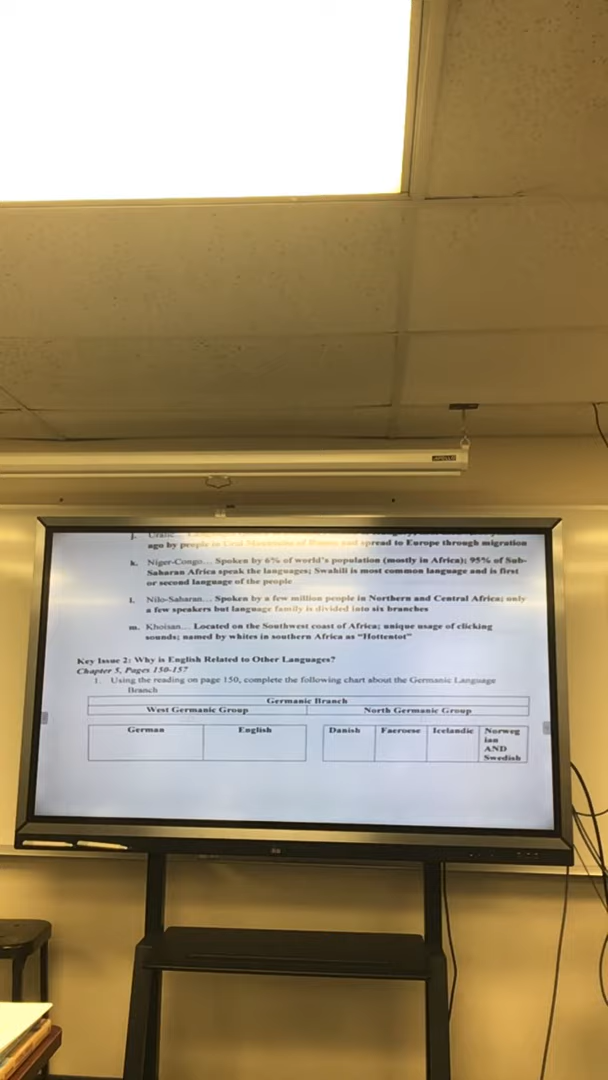 APOLLO
j. Uralic...
ago by people in Ural Mountains of Russia and spread to Europe through migration
k. Niger-Congo... Spoken by 6% of world's population (mostly in Africa); 95% of Sub-
Saharan Africa speak the languages; Swahili is most common language and is first
or second language of the people
l. Nilo-Saharan... Spoken by a few million people in Northern and Central Africa; only
a few speakers but language family is divided into six branches
m. Khoisan... Located on the Southwest coast of Africa; unique usage of clicking
sounds; named by whites in southern Africa as "Hottentot"
Key Issue 2: Why is English Related to Other Languages?
Chapter 5, Pages 150-157
1. Using the reading on page 150, complete the following chart about the Germanic Language
Branch
Germanic Branch
West Germanic Group North Germanic Group
German English Danish Faeroese Icelandic Norweg
ian
AND
Swedish